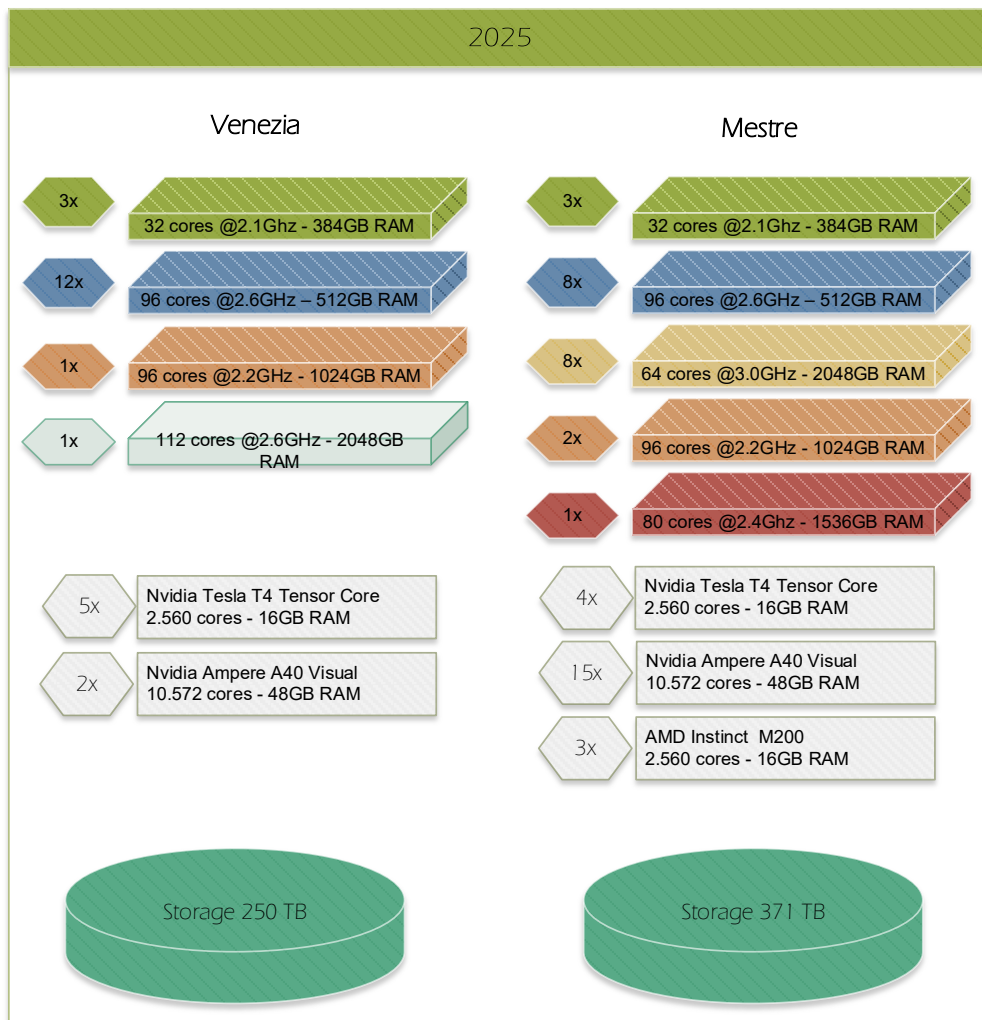 2025
Venezia
3x
32 cores @2.1Ghz - 384GB RAM
12x
96 cores @2.6GHz – 512GB RAM
1x
96 cores @2.2GHz - 1024GB RAM
1x
112 cores @2.6GHz - 2048GB
RAM
5x
Nvidia Tesla T4 Tensor Core
2.560 cores - 16GB RAM
2x
Nvidia Ampere A40 Visual
10.572 cores - 48GB RAM
Storage 250 TB
Mestre
3x
32 cores @2.1Ghz - 384GB RAM
8x
96 cores @2.6GHz – 512GB RAM
8x
64 cores @3.0GHz - 2048GB RAM
2x
96 cores @2.2GHz - 1024GB RAM
1x
80 cores @2.4Ghz - 1536GB RAM
4x
Nvidia Tesla T4 Tensor Core
2.560 cores - 16GB RAM
15x
Nvidia Ampere A40 Visual
10.572 cores - 48GB RAM
3x
AMD Instinct M200
2.560 cores - 16GB RAM
Storage 371 TB